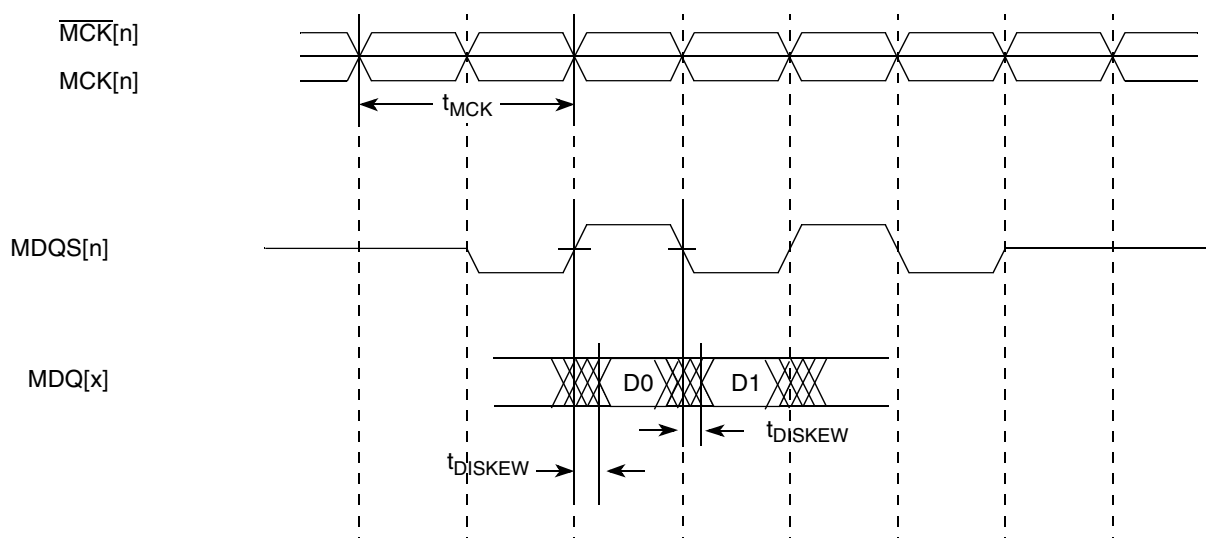 MCK[n]
MCK[n]
tMCK
MDQS[n]
MDQ[x]
D0
D1
tDISKEW
tDISKEW